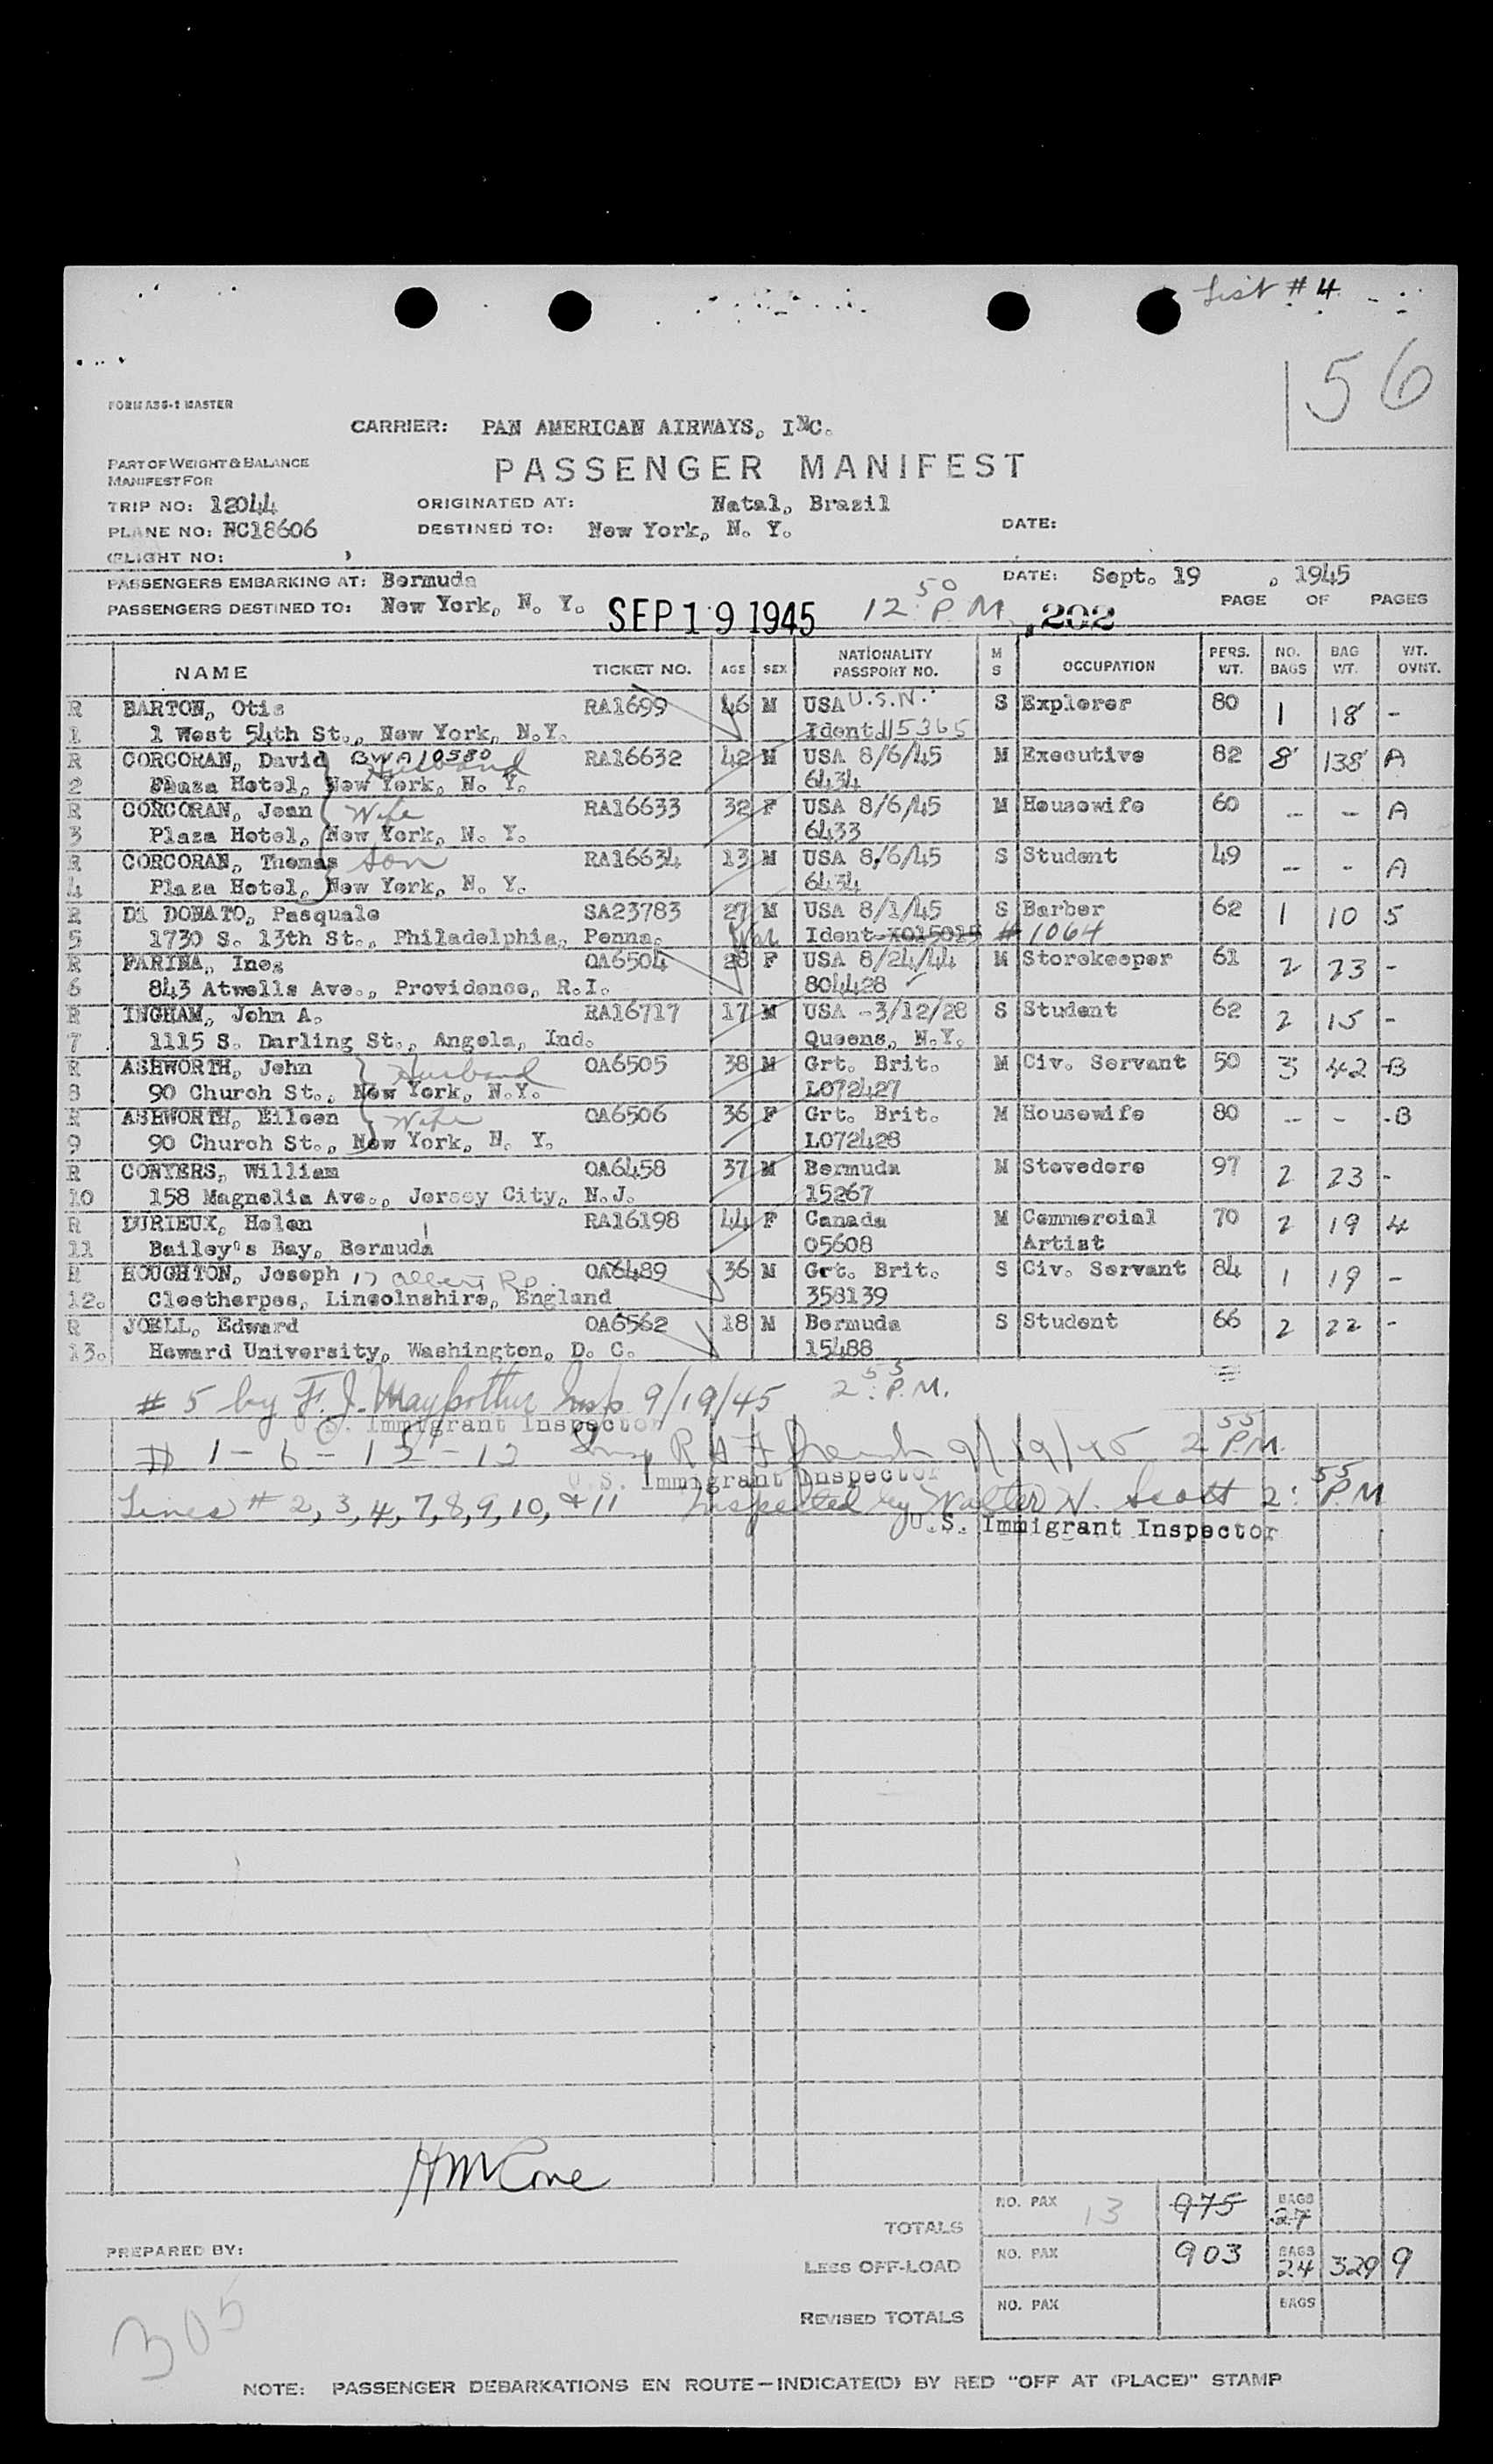 List # 4
56
FORM ASG-1 MASTER
CARRIER: PAN AMERICAN AIRWAYS, INC.
PART OF WEIGHT & BALANCE
MANIFEST FOR
PASSENGER MANIFEST
TRIP NO: 12044 ORIGINATED AT: Natal, Brazil
PLANE NO: NC18606 DESTINED TO: New York, N. Y. DATE:
(FLIGHT NO: )
PASSENGERS EMBARKING AT: Bermuda DATE: Sept. 19 , 1945
PASSENGERS DESTINED TO: New York, N. Y. SEP 19 1945 12:50 P.M. 202 PAGE OF PAGES
NAME TICKET NO. AGE SEX NATIONALITY PASSPORT NO. M S OCCUPATION PERS. WT. NO. BAGS BAG WT. WT. OVNT.
R BARTON, Otis RA1699 46 M USA U.S.N. S Explorer 80 1 18 -
1 1 West 54th St., New York, N.Y. Ident 115365
R CORCORAN, David BWA10580 Husband RA16632 42 M USA 8/6/45 M Executive 82 8 138 A
2 Plaza Hotel, New York, N. Y. 6434
R CORCORAN, Jean Wife RA16633 32 F USA 8/6/45 M Housewife 60 -- - A
3 Plaza Hotel, New York, N. Y. 6433
R CORCORAN, Thomas Son RA16634 13 M USA 8/6/45 S Student 49 -- - A
4 Plaza Hotel, New York, N. Y. 6434
R Di DONATO, Pasquale SA23783 27 M USA 8/1/45 S Barber 62 1 10 5
5 1730 S. 13th St., Philadelphia, Penna. Ident-X015015 # 1064
R FARINA, Ines OA6504 28 F USA 8/24/44 M Storekeeper 61 2 23 -
6 843 Atwells Ave., Providence, R.I. 804428
R INGHAM, John A. RA16717 17 M USA -3/12/28 S Student 62 2 15 -
7 1115 S. Darling St., Angola, Ind. Queens, N.Y.
R ASHWORTH, John Husband OA6505 38 M Grt. Brit. M Civ. Servant 50 3 42 -B
8 90 Church St., New York, N.Y. L072427
R ASHWORTH, Eileen Wife OA6506 36 F Grt. Brit. M Housewife 80 -- - -B
9 90 Church St., New York, N. Y. L072428
R CONYERS, William OA6458 37 M Bermuda M Stevedore 97 2 23 -
10 158 Magnolia Ave., Jersey City, N.J. 15267
R DURIEUX, Helen RA16198 44 F Canada M Commercial 70 2 19 4
11 Bailey's Bay, Bermuda 05608 Artist
R HOUGHTON, Joseph 17 Albert Rd. OA6489 36 M Grt. Brit. S Civ. Servant 84 1 19 -
12. Cleethorpes, Lincolnshire, England 358139
R JOELL, Edward OA6562 18 M Bermuda S Student 66 2 22 -
13. Howard University, Washington, D. C. 15488
# 5 by F. J. Insp 9/19/45 2:55 P.M.
U.S. Immigrant Inspector
# 1 - 6 - 12 - 13 Insp R H F French 9/19/45 2:55 P.M.
U.S. Immigrant Inspector
Lines # 2, 3, 4, 7, 8, 9, 10, & 11 Inspected by Walter N. Scott 2:55 P.M
U.S. Immigrant Inspector
TOTALS NO. PAX 13 975 BAGS 27
PREPARED BY:
LESS OFF-LOAD NO. PAX 903 BAGS 24 329 9
REVISED TOTALS NO. PAX BAGS
305
NOTE: PASSENGER DEBARKATIONS EN ROUTE—INDICATE(D) BY RED "OFF AT (PLACE)" STAMP